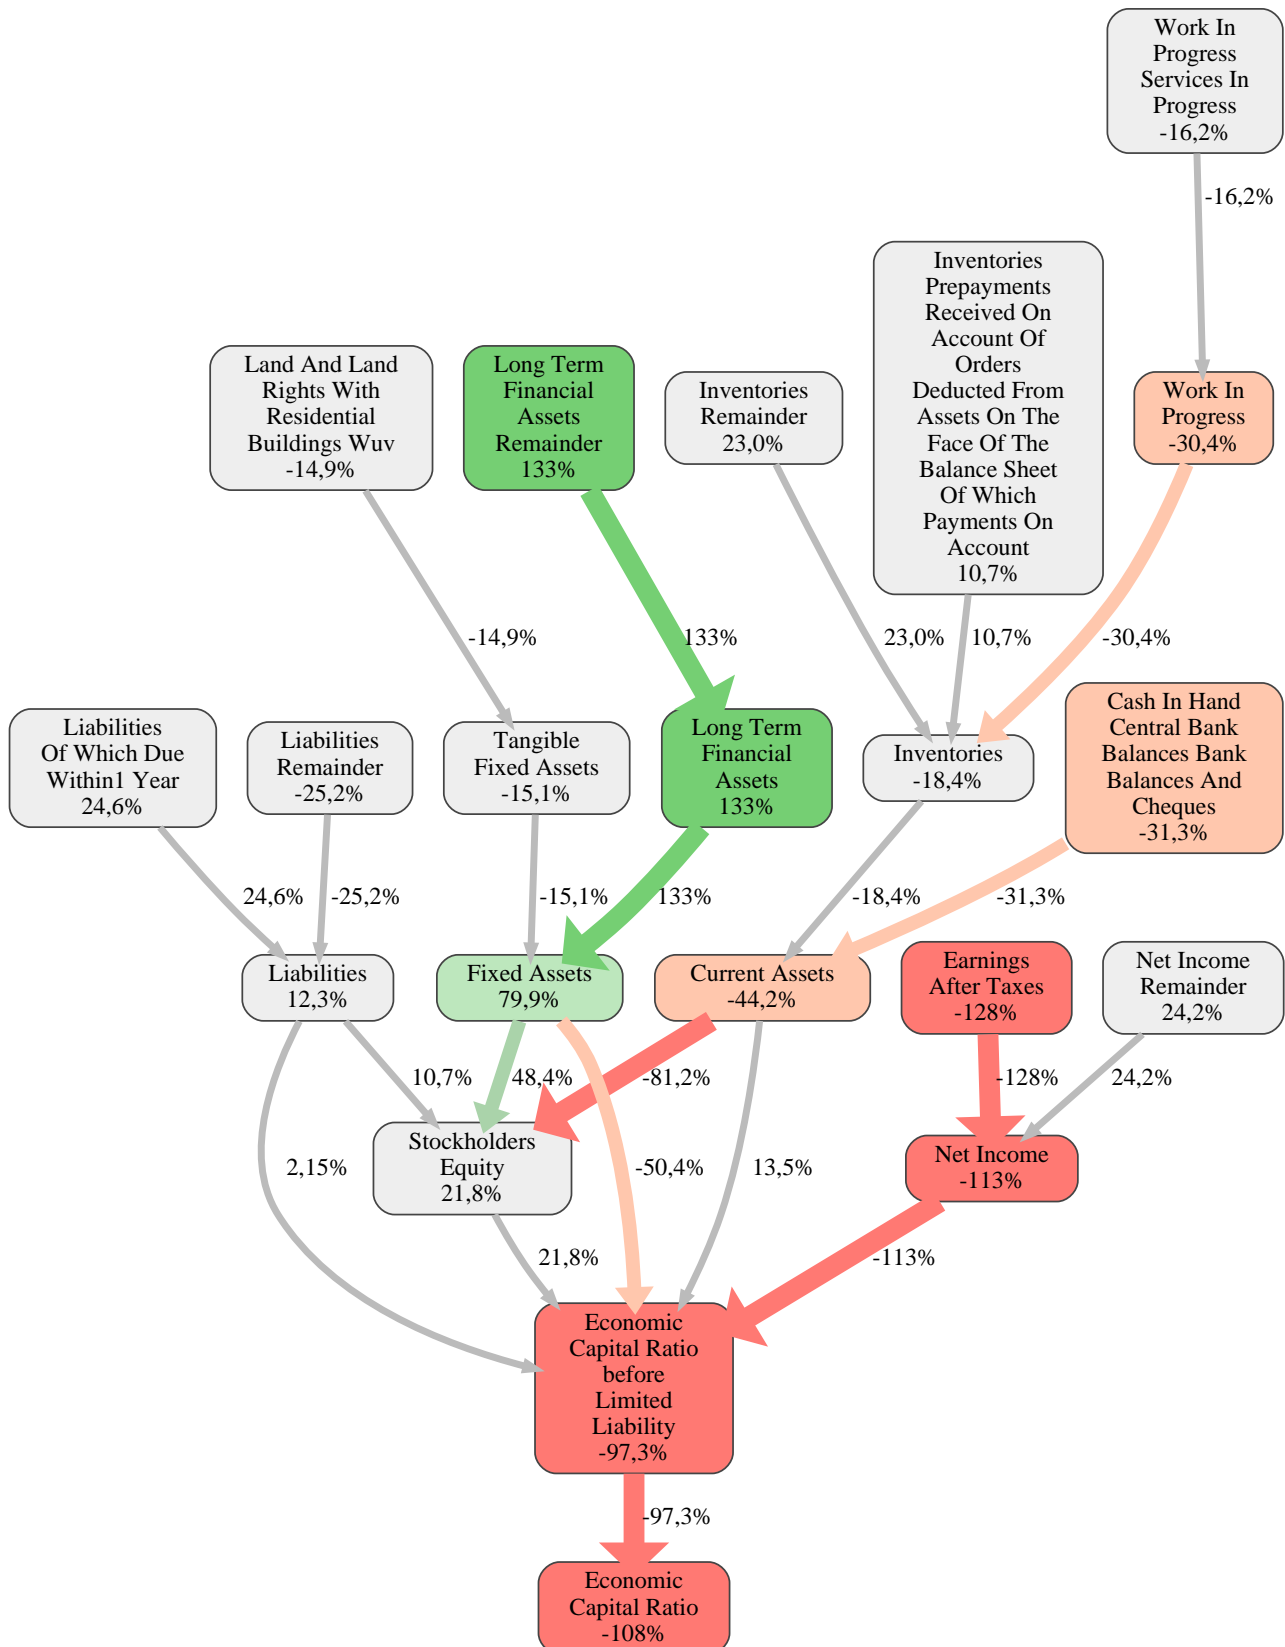 Work In
Progress
Services In
Progress
-16,2%
-16,2%
Inventories
Prepayments
Received On
Account Of
Orders
Deducted From
Assets On The
Face Of The
Balance Sheet
Of Which
Payments On
Account
10,7%
Land And Land
Rights With
Residential
Buildings Wuv
-14,9%
Long Term
Financial
Assets
Remainder
133%
Inventories
Remainder
23,0%
Work In
Progress
-30,4%
-14,9%
133%
23,0%
10,7%
-30,4%
Liabilities
Of Which Due
Within1 Year
24,6%
Liabilities
Remainder
-25,2%
Tangible
Fixed Assets
-15,1%
Long Term
Financial
Assets
133%
Inventories
-18,4%
Cash In Hand
Central Bank
Balances Bank
Balances And
Cheques
-31,3%
24,6%
-25,2%
-15,1%
133%
-18,4%
-31,3%
Liabilities
12,3%
Fixed Assets
79,9%
Current Assets
-44,2%
Earnings
After Taxes
-128%
Net Income
Remainder
24,2%
10,7%
48,4%
-81,2%
-128%
24,2%
2,15%
Stockholders
Equity
21,8%
-50,4%
13,5%
Net Income
-113%
21,8%
-113%
Economic
Capital Ratio
before
Limited
Liability
-97,3%
-97,3%
Economic
Capital Ratio
-108%